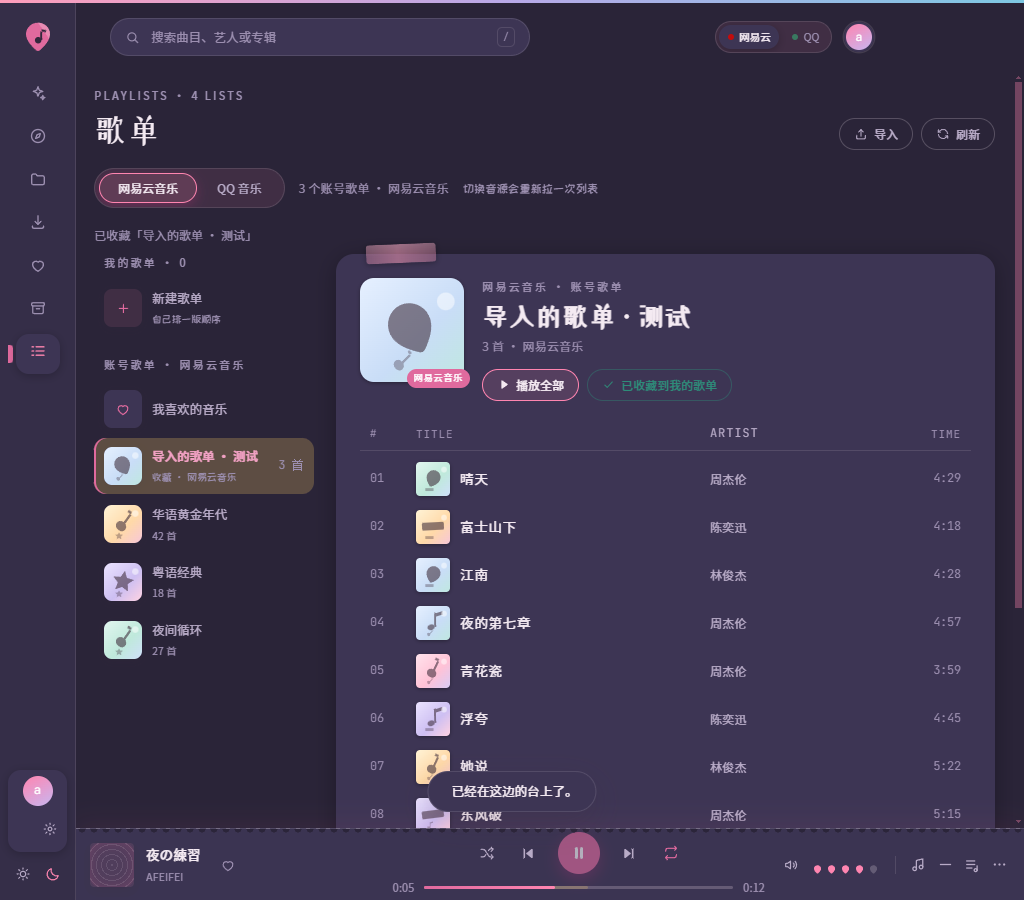 搜索曲目、艺人或专辑
/
网易云
QQ
a
PLAYLISTS • 4 LISTS
歌单
导入
刷新
网易云音乐
QQ 音乐
3 个账号歌单 • 网易云音乐
切换音源会重新拉一次列表
已收藏「导入的歌单 • 测试」
我的歌单 • 0
新建歌单
自己排一版顺序
账号歌单 • 网易云音乐
我喜欢的音乐
导入的歌单 • 测试
收藏 • 网易云音乐
3 首
华语黄金年代
42 首
粤语经典
18 首
夜间循环
27 首
网易云音乐
网易云音乐 • 账号歌单
导入的歌单 · 测试
3 首 • 网易云音乐
播放全部
已收藏到我的歌单
# TITLE ARTIST TIME
01 晴天 周杰伦 4:29
02 富士山下 陈奕迅 4:18
03 江南 林俊杰 4:28
04 夜的第七章 周杰伦 4:57
05 青花瓷 周杰伦 3:59
06 浮夸 陈奕迅 4:45
07 她说 林俊杰 5:22
08 东风破 周杰伦 5:15
已经在这边的台上了。
a
夜の練習
AFEIFEI
0:05
0:12